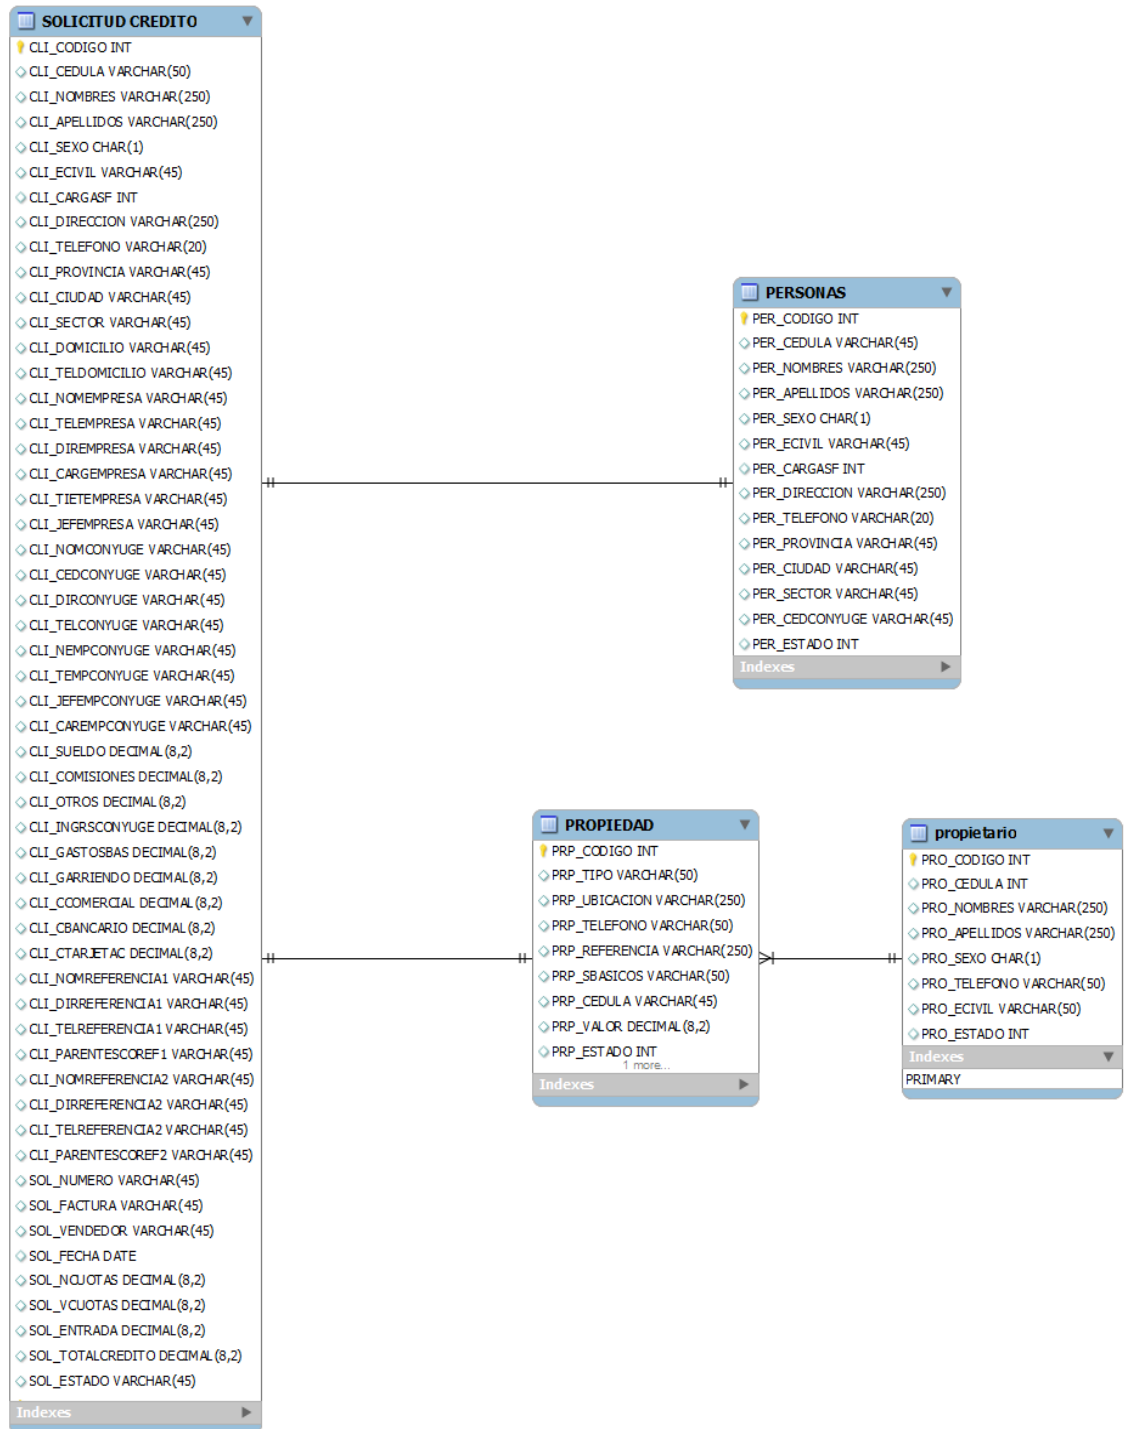 SOLICITUD CREDITO
CLI_CODIGO INT
CLI_CEDULA VARCHAR(50)
CLI_NOMBRES VARCHAR(250)
CLI_APELLIDOS VARCHAR(250)
CLI_SEXO CHAR(1)
CLI_ECIVIL VARCHAR(45)
CLI_CARGASF INT
CLI_DIRECCION VARCHAR(250)
CLI_TELEFONO VARCHAR(20)
CLI_PROVINCIA VARCHAR(45)
CLI_CIUDAD VARCHAR(45)
CLI_SECTOR VARCHAR(45)
CLI_DOMICILIO VARCHAR(45)
CLI_TELDOMICILIO VARCHAR(45)
CLI_NOMEMPRESA VARCHAR(45)
CLI_TELEMPRESA VARCHAR(45)
CLI_DIREMPRESA VARCHAR(45)
CLI_CARGEMPRESA VARCHAR(45)
CLI_TIETEMPRESA VARCHAR(45)
CLI_JEFEMPRESA VARCHAR(45)
CLI_NOMCONYUGE VARCHAR(45)
CLI_CEDCONYUGE VARCHAR(45)
CLI_DIRCONYUGE VARCHAR(45)
CLI_TELCONYUGE VARCHAR(45)
CLI_NEMPCONYUGE VARCHAR(45)
CLI_TEMPCONYUGE VARCHAR(45)
CLI_JEFEMPCONYUGE VARCHAR(45)
CLI_CAREMPCONYUGE VARCHAR(45)
CLI_SUELDO DECIMAL(8,2)
CLI_COMISIONES DECIMAL(8,2)
CLI_OTROS DECIMAL(8,2)
CLI_INGRSCONYUGE DECIMAL(8,2)
CLI_GASTOSBAS DECIMAL(8,2)
CLI_GARRIENDO DECIMAL(8,2)
CLI_CCOMERCIAL DECIMAL(8,2)
CLI_CBANCARIO DECIMAL(8,2)
CLI_CTARJETAC DECIMAL(8,2)
CLI_NOMREFERENCIA1 VARCHAR(45)
CLI_DIRREFERENCIA1 VARCHAR(45)
CLI_TELREFERENCIA1 VARCHAR(45)
CLI_PARENTESCOREF1 VARCHAR(45)
CLI_NOMREFERENCIA2 VARCHAR(45)
CLI_DIRREFERENCIA2 VARCHAR(45)
CLI_TELREFERENCIA2 VARCHAR(45)
CLI_PARENTESCOREF2 VARCHAR(45)
SOL_NUMERO VARCHAR(45)
SOL_FACTURA VARCHAR(45)
SOL_VENDEDOR VARCHAR(45)
SOL_FECHA DATE
SOL_NCUOTAS DECIMAL(8,2)
SOL_VCUOTAS DECIMAL(8,2)
SOL_ENTRADA DECIMAL(8,2)
SOL_TOTALCREDITO DECIMAL(8,2)
SOL_ESTADO VARCHAR(45)
Indexes
PERSONAS
PER_CODIGO INT
PER_CEDULA VARCHAR(45)
PER_NOMBRES VARCHAR(250)
PER_APELLIDOS VARCHAR(250)
PER_SEXO CHAR(1)
PER_ECIVIL VARCHAR(45)
PER_CARGASF INT
PER_DIRECCION VARCHAR(250)
PER_TELEFONO VARCHAR(20)
PER_PROVINCIA VARCHAR(45)
PER_CIUDAD VARCHAR(45)
PER_SECTOR VARCHAR(45)
PER_CEDCONYUGE VARCHAR(45)
PER_ESTADO INT
Indexes
PROPIEDAD
PRP_CODIGO INT
PRP_TIPO VARCHAR(50)
PRP_UBICACION VARCHAR(250)
PRP_TELEFONO VARCHAR(50)
PRP_REFERENCIA VARCHAR(250)
PRP_SBASICOS VARCHAR(50)
PRP_CEDULA VARCHAR(45)
PRP_VALOR DECIMAL(8,2)
PRP_ESTADO INT
1 more...
Indexes
propietario
PRO_CODIGO INT
PRO_CEDULA INT
PRO_NOMBRES VARCHAR(250)
PRO_APELLIDOS VARCHAR(250)
PRO_SEXO CHAR(1)
PRO_TELEFONO VARCHAR(50)
PRO_ECIVIL VARCHAR(50)
PRO_ESTADO INT
Indexes
PRIMARY